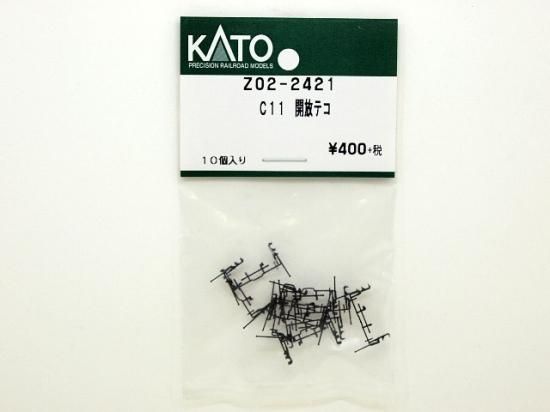 KATO
PRECISION RAILROAD MODELS
Z02-2421
C11 開放テコ
¥400+税
10個入り